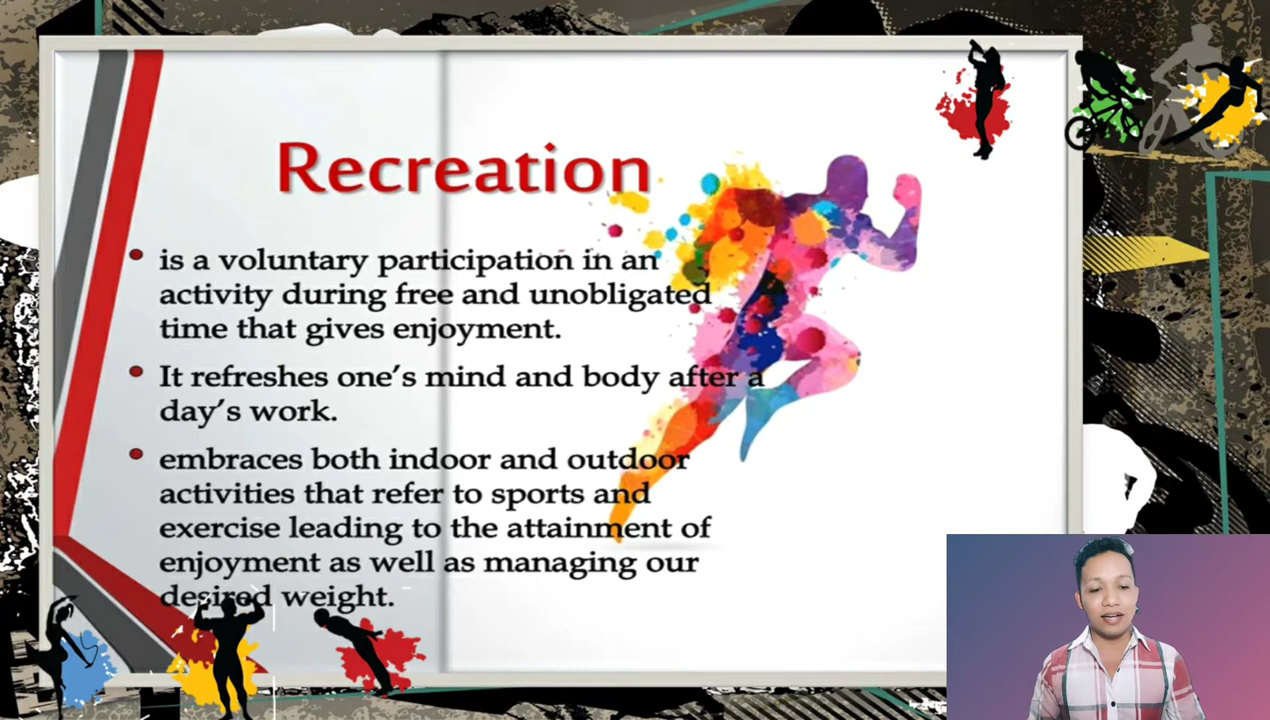 Recreation
• is a voluntary participation in an
activity during free and unobligated
time that gives enjoyment.
• It refreshes one's mind and body after a
day's work.
• embraces both indoor and outdoor
activities that refer to sports and
exercise leading to the attainment of
enjoyment as well as managing our
desired weight.